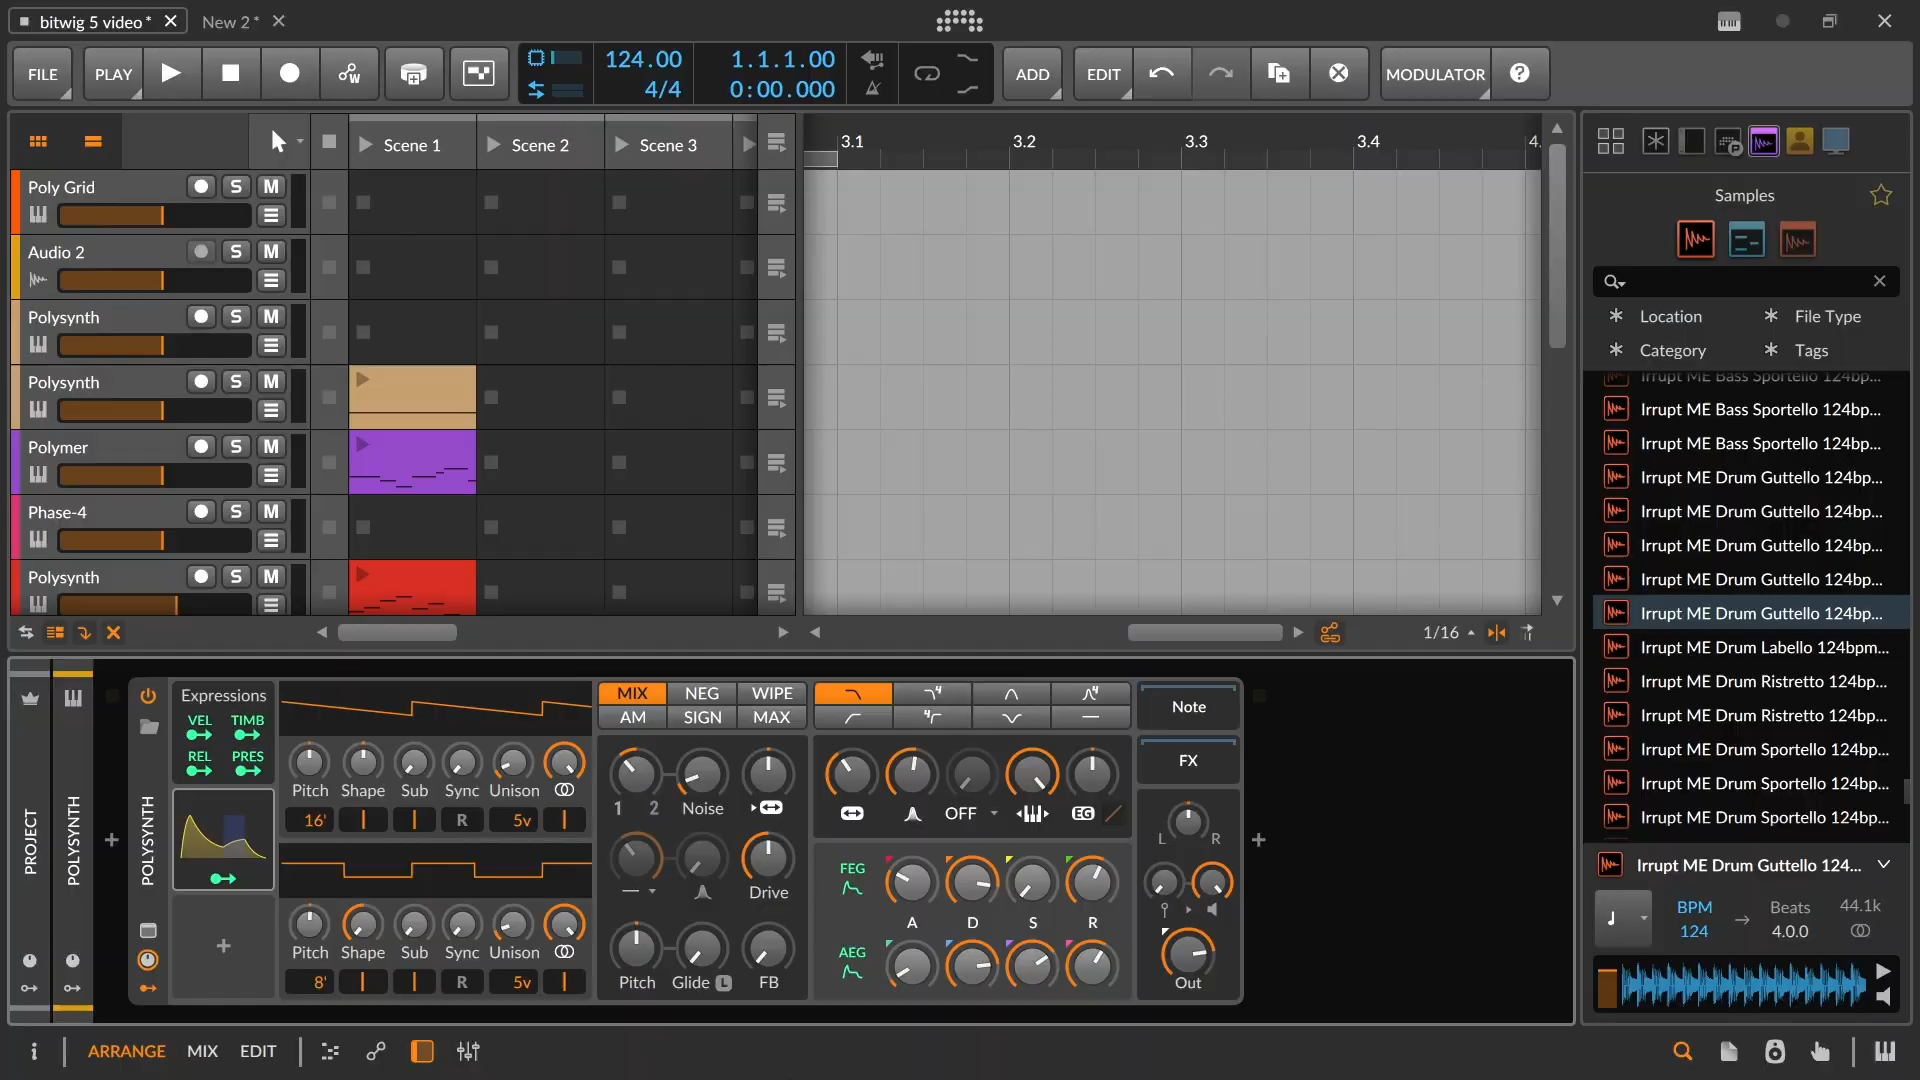 bitwig 5 video*
New 2 *
FILE
PLAY
124.00
4/4
1.1.1.00
0:00.000
ADD
EDIT
MODULATOR
Scene 1
Scene 2
Scene 3
3.1
3.2
3.3
3.4
4.
Poly Grid
S
M
Audio 2
S
M
Polysynth
S
M
Polysynth
S
M
Polymer
S
M
Phase-4
S
M
Polysynth
S
M
1/16
Samples
Location
File Type
Category
Tags
Irrupt ME Bass Sportello 124bp...
Irrupt ME Bass Sportello 124bp...
Irrupt ME Bass Sportello 124bp...
Irrupt ME Drum Guttello 124bp...
Irrupt ME Drum Guttello 124bp...
Irrupt ME Drum Guttello 124bp...
Irrupt ME Drum Guttello 124bp...
Irrupt ME Drum Guttello 124bp...
Irrupt ME Drum Labello 124bpm...
Irrupt ME Drum Ristretto 124bp...
Irrupt ME Drum Ristretto 124bp...
Irrupt ME Drum Sportello 124bp...
Irrupt ME Drum Sportello 124bp...
Irrupt ME Drum Sportello 124bp...
Irrupt ME Drum Guttello 124...
BPM
124
Beats
4.0.0
44.1k
PROJECT
POLYSYNTH
POLYSYNTH
Expressions
VEL
TIMB
REL
PRES
Pitch
Shape
Sub
Sync
Unison
16'
R
5v
Pitch
Shape
Sub
Sync
Unison
8'
R
5v
MIX
NEG
WIPE
AM
SIGN
MAX
1
2
Noise
Drive
Pitch
Glide
L
FB
OFF
EG
FEG
A
D
S
R
AEG
Note
FX
L
R
Out
ARRANGE
MIX
EDIT